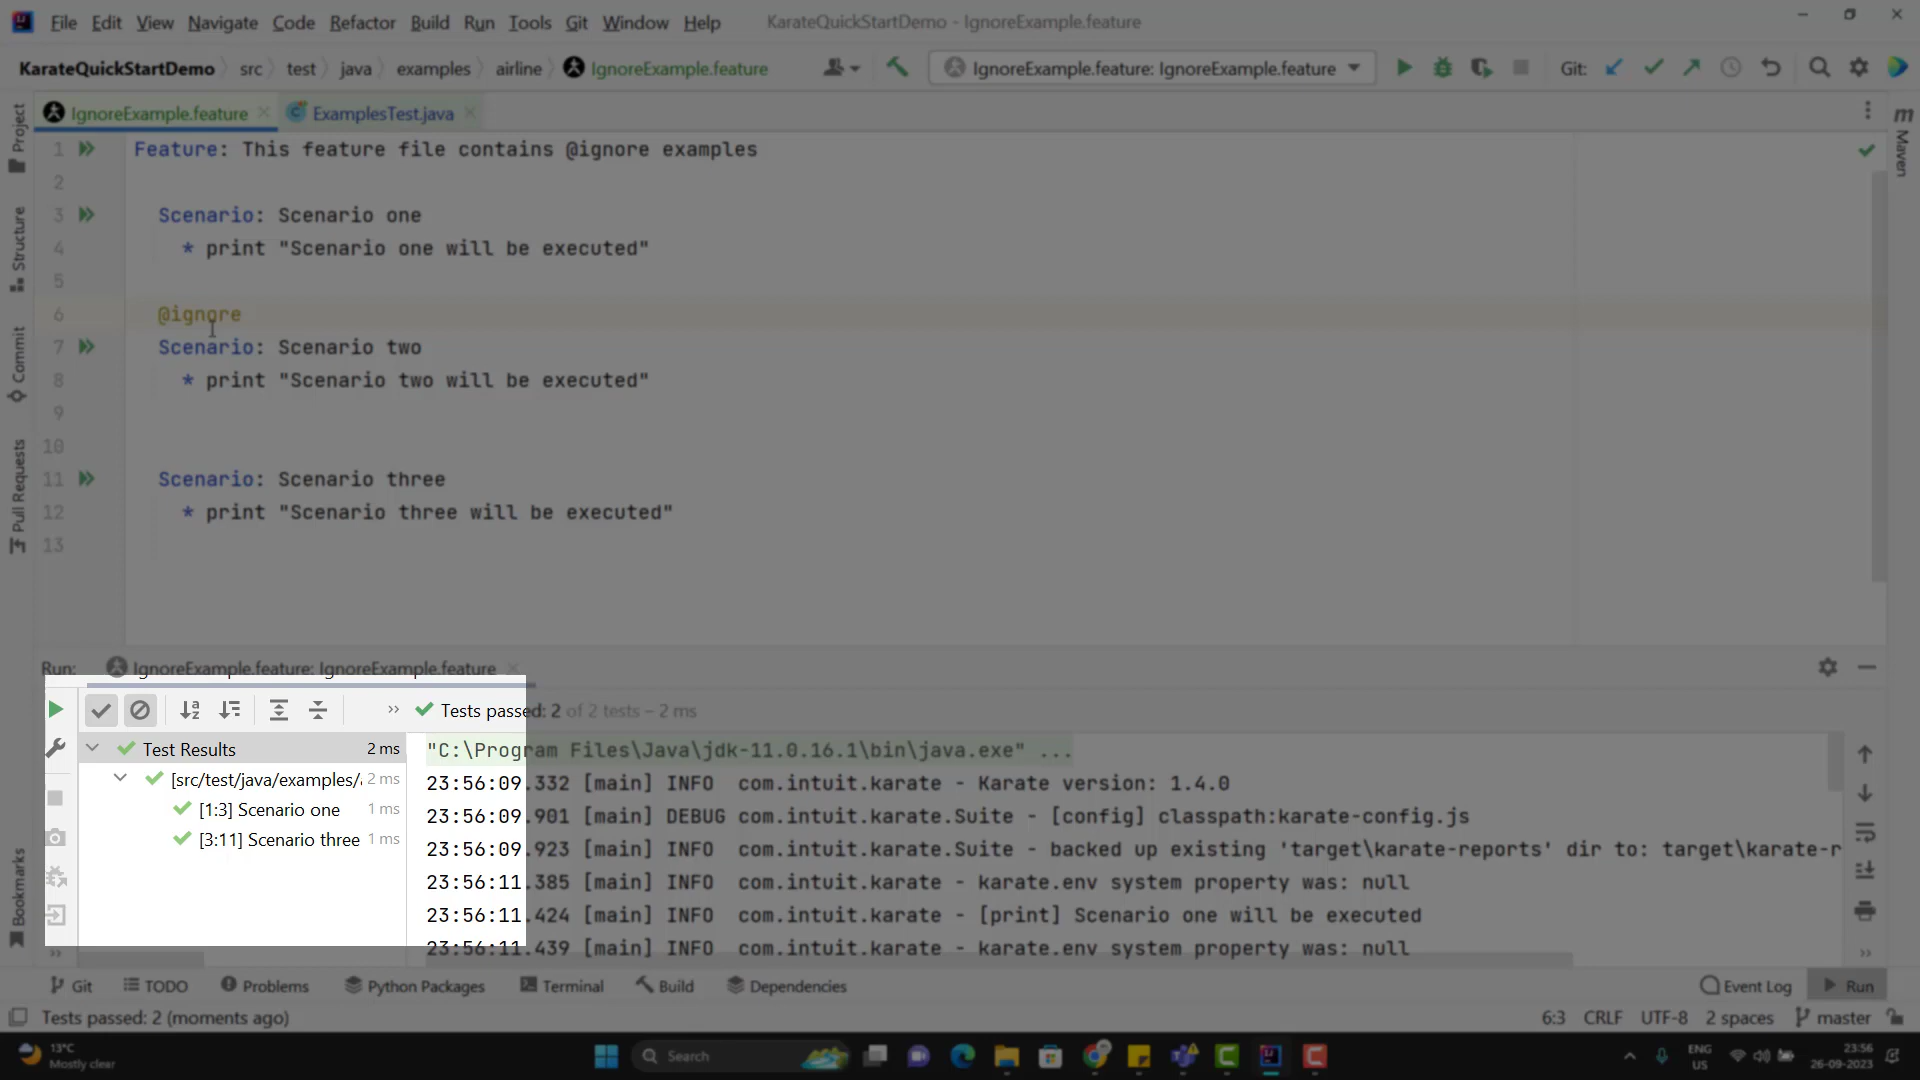 File Edit View Navigate Code Refactor Build Run Tools Git Window Help KarateQuickStartDemo - IgnoreExample.feature
KarateQuickStartDemo src test java examples airline IgnoreExample.feature IgnoreExample.feature: IgnoreExample.feature Git:
IgnoreExample.feature ExamplesTest.java
Project
Structure
Commit
Pull Requests
Bookmarks
m Maven
1 Feature: This feature file contains @ignore examples
2
3 Scenario: Scenario one
4 * print "Scenario one will be executed"
5
6 @ignore
7 Scenario: Scenario two
8 * print "Scenario two will be executed"
9
10
11 Scenario: Scenario three
12 * print "Scenario three will be executed"
13
Run: IgnoreExample.feature: IgnoreExample.feature
Tests passed: 2 of 2 tests – 2 ms
Test Results 2 ms
[src/test/java/examples/ 2 ms
[1:3] Scenario one 1 ms
[3:11] Scenario three 1 ms
"C:\Program Files\Java\jdk-11.0.16.1\bin\java.exe" ...
23:56:09.332 [main] INFO com.intuit.karate - Karate version: 1.4.0
23:56:09.901 [main] DEBUG com.intuit.karate.Suite - [config] classpath:karate-config.js
23:56:09.923 [main] INFO com.intuit.karate.Suite - backed up existing 'target\karate-reports' dir to: target\karate-r
23:56:11.385 [main] INFO com.intuit.karate - karate.env system property was: null
23:56:11.424 [main] INFO com.intuit.karate - [print] Scenario one will be executed
23:56:11.439 [main] INFO com.intuit.karate - karate.env system property was: null
Git TODO Problems Python Packages Terminal Build Dependencies Event Log Run
Tests passed: 2 (moments ago) 6:3 CRLF UTF-8 2 spaces master
13°C
Mostly clear
Search
ENG
US
23:56
26-09-2023